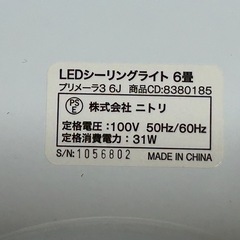 LEDシーリングライト 6畳
プリメーラ3 6J 商品CD:8380185
PS
E 株式会社 ニトリ
定格電圧:100V 50Hz/60Hz
定格消費電力:31W
S/N:1056802 MADE IN CHINA